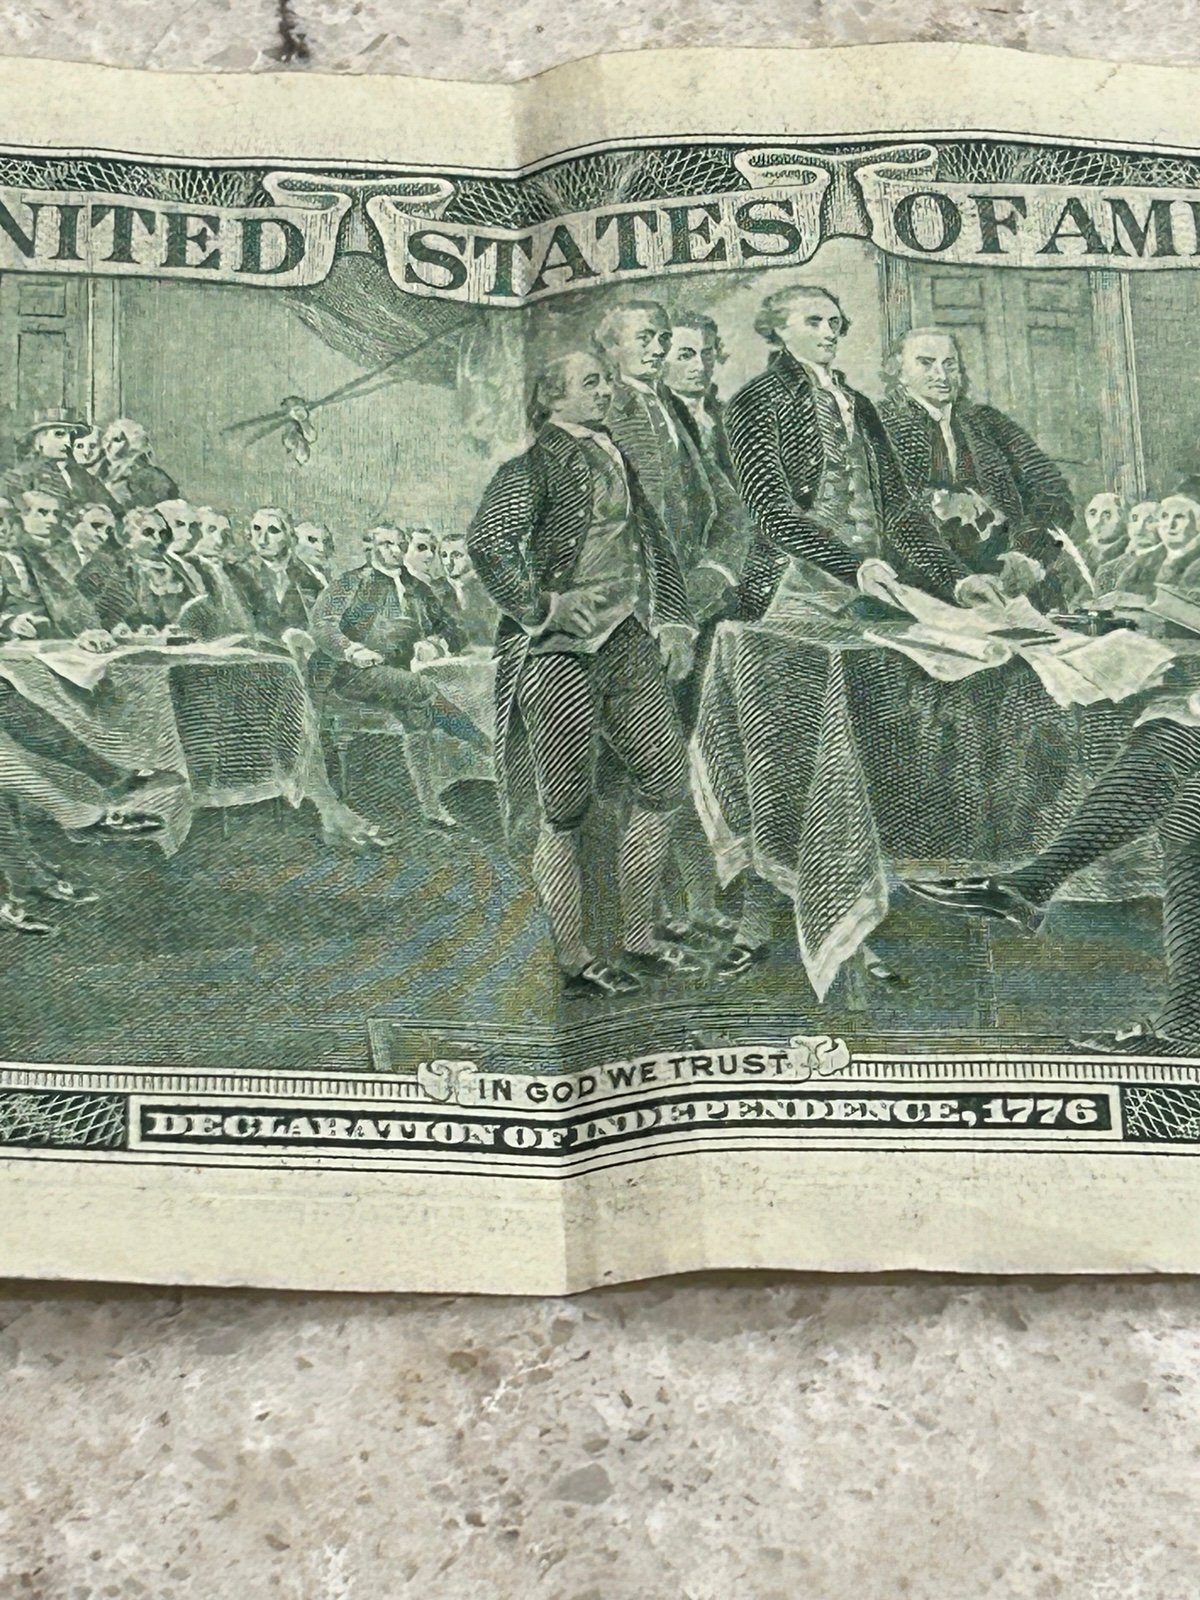 NITED STATES OF AM
IN GOD WE TRUST
DECLARATION OF INDEPENDENCE, 1776